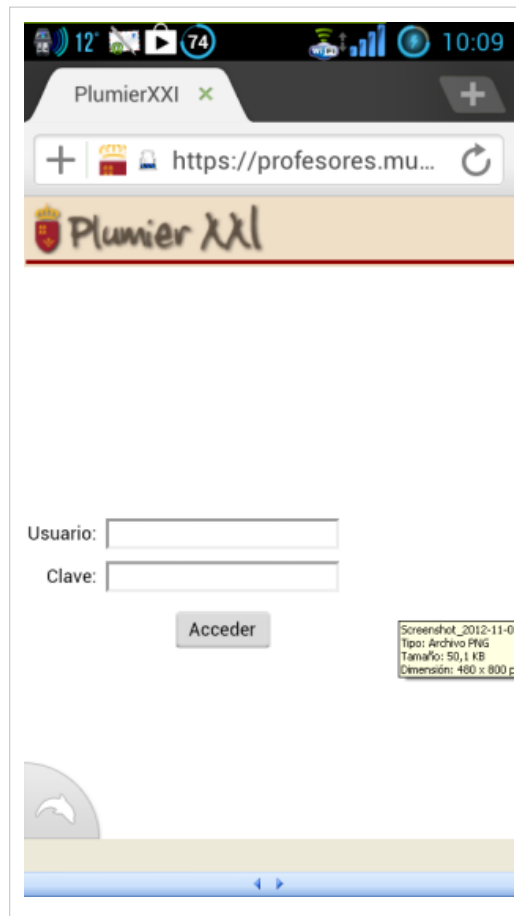 12° 74 10:09
PlumierXXI ×
https://profesores.mu...
Plumier XXI
Usuario:
Clave:
Acceder
Screenshot_2012-11-0
Tipo: Archivo PNG
Tamaño: 50,1 KB
Dimensión: 480 x 800 p